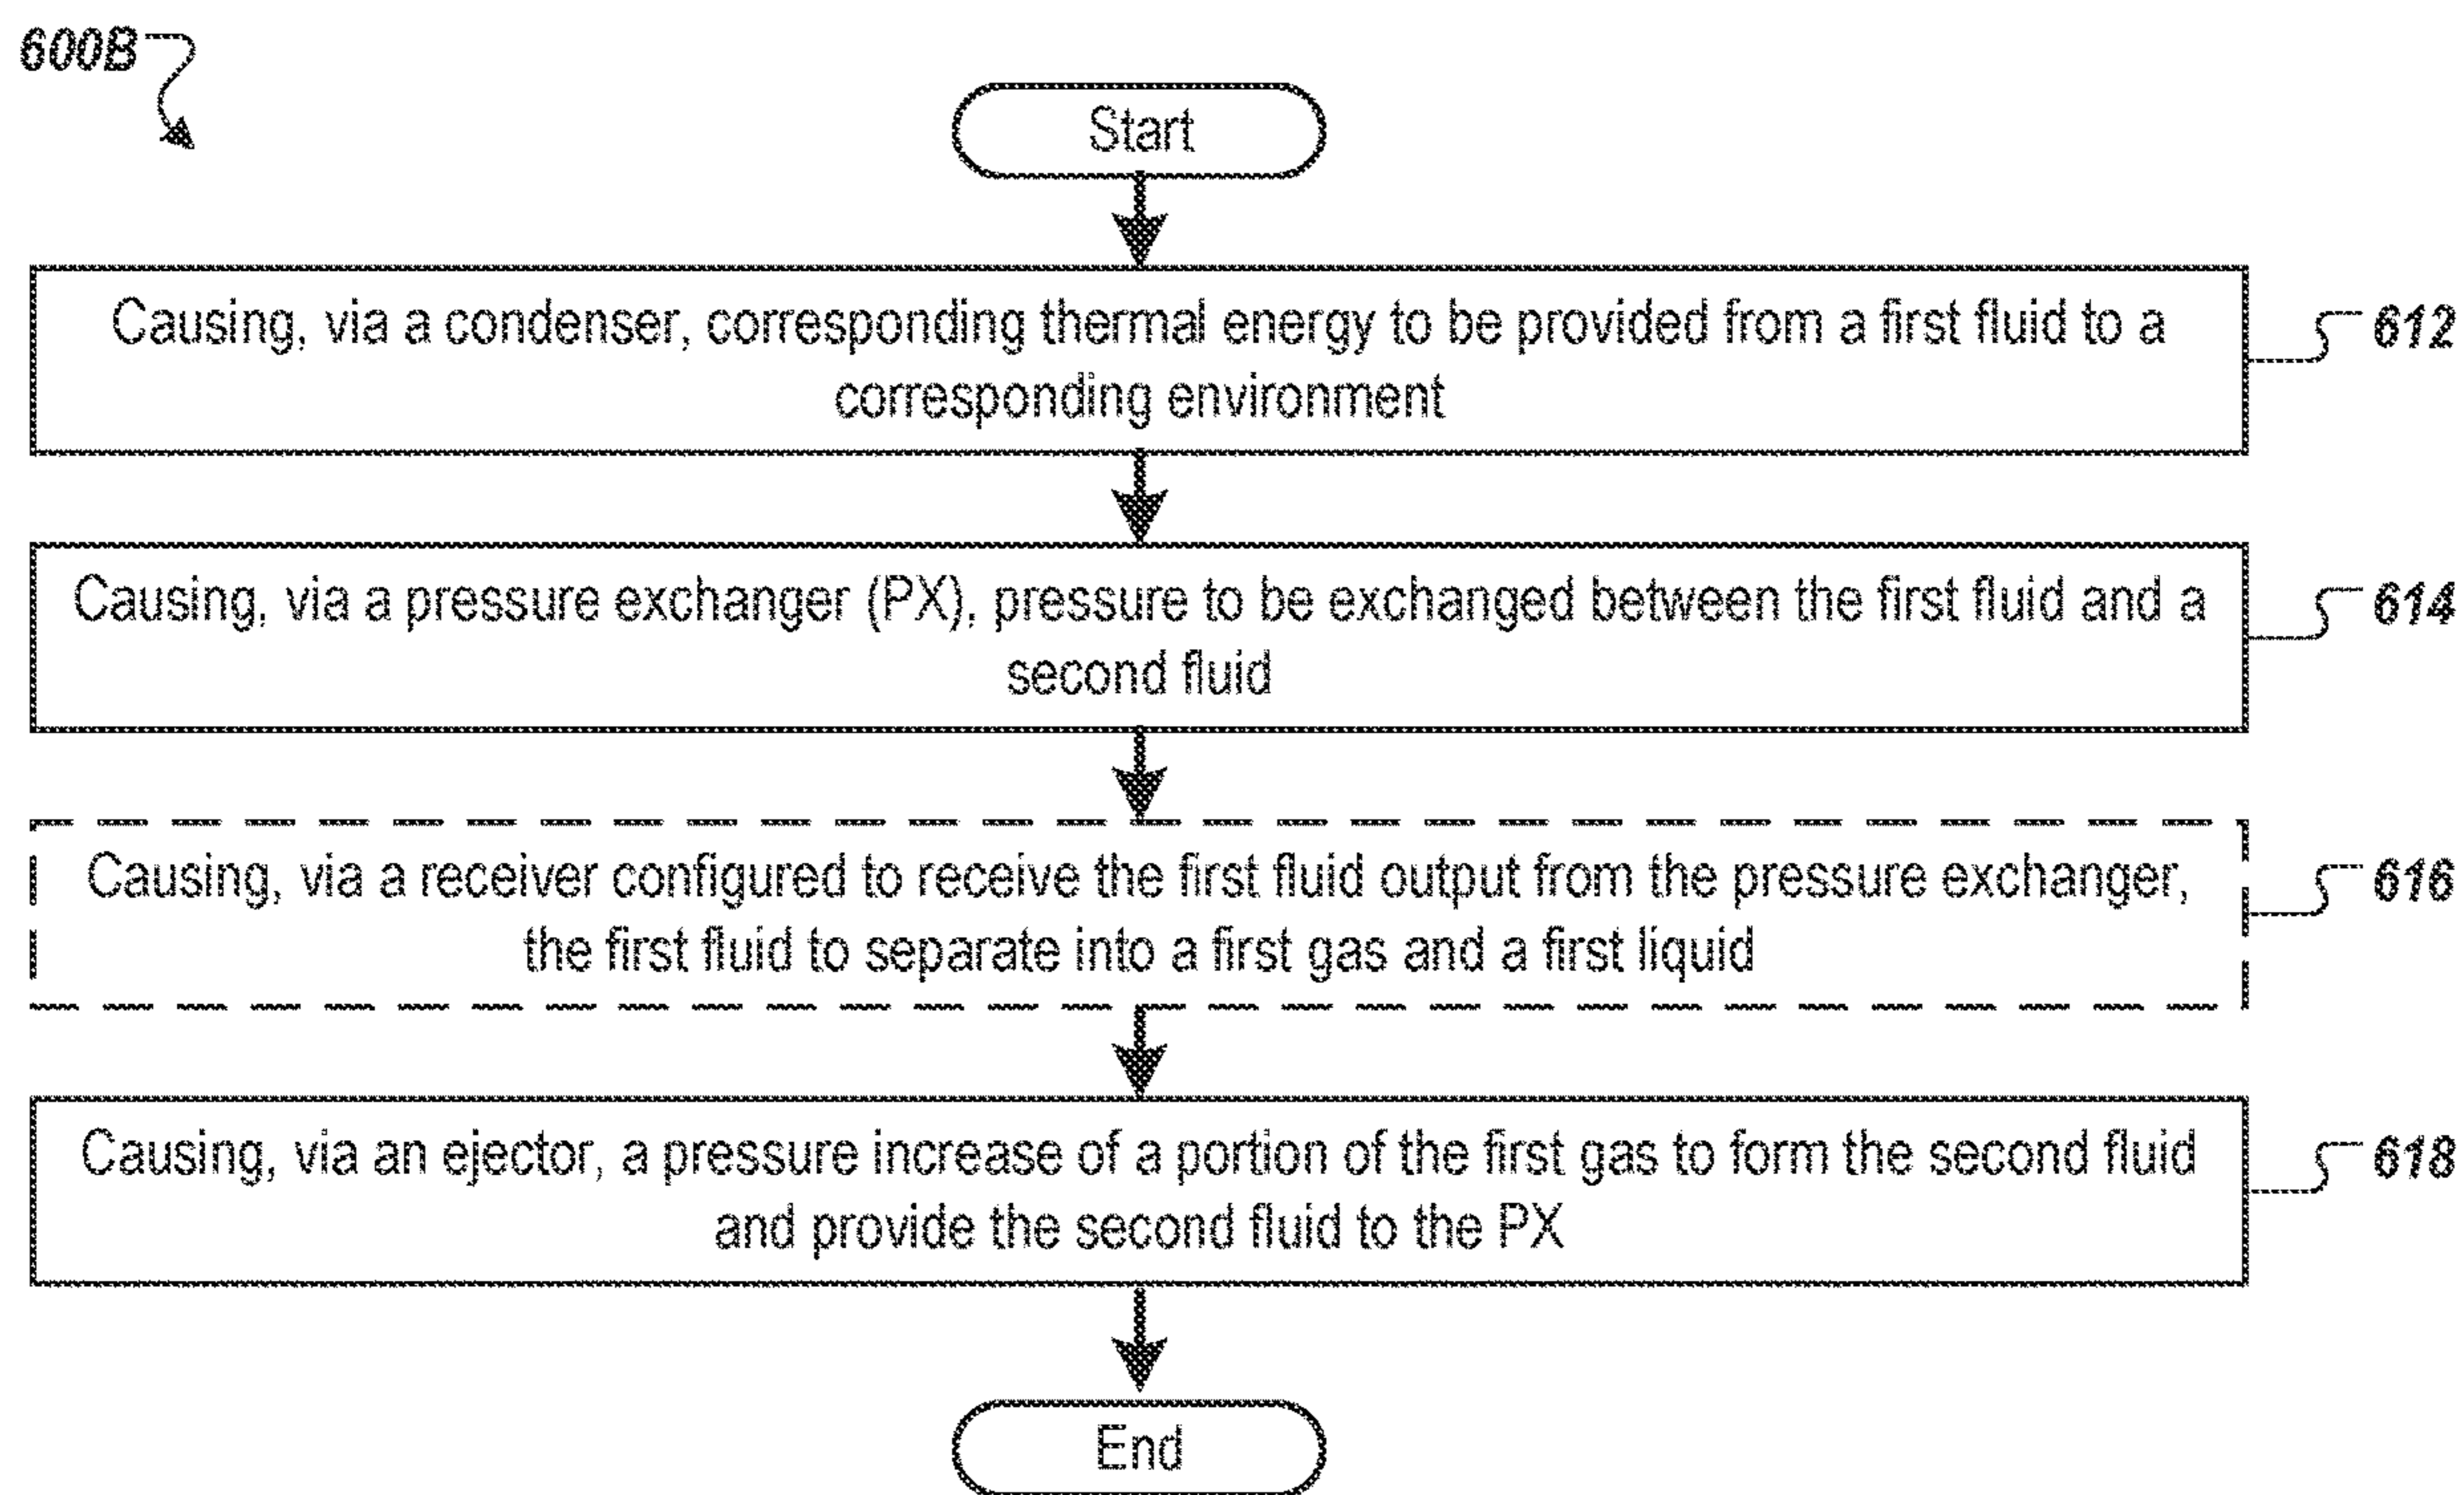 600B
Start
Causing, via a condenser, corresponding thermal energy to be provided from a first fluid to a
corresponding environment
612
Causing, via a pressure exchanger (PX), pressure to be exchanged between the first fluid and a
second fluid
614
Causing, via a receiver configured to receive the first fluid output from the pressure exchanger,
the first fluid to separate into a first gas and a first liquid
616
Causing, via an ejector, a pressure increase of a portion of the first gas to form the second fluid
and provide the second fluid to the PX
618
End